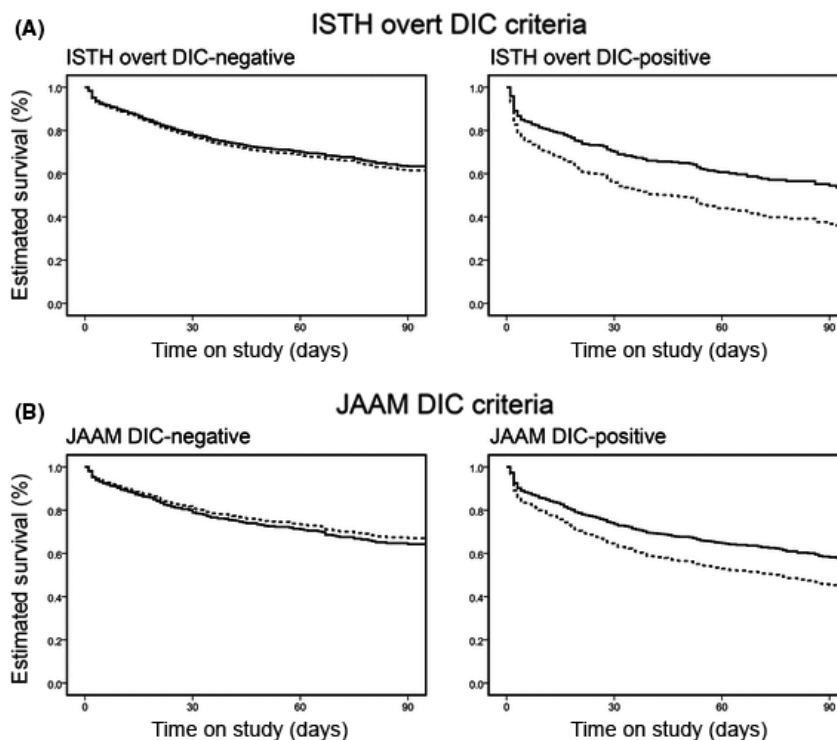 (A)
ISTH overt DIC criteria
ISTH overt DIC-negative
ISTH overt DIC-positive
Estimated survival (%)
1.0
0.8
0.6
0.4
0.2
0.0
0
30
60
90
Time on study (days)
1.0
0.8
0.6
0.4
0.2
0.0
0
30
60
90
Time on study (days)
(B)
JAAM DIC criteria
JAAM DIC-negative
JAAM DIC-positive
Estimated survival (%)
1.0
0.8
0.6
0.4
0.2
0.0
0
30
60
90
Time on study (days)
1.0
0.8
0.6
0.4
0.2
0.0
0
30
60
90
Time on study (days)